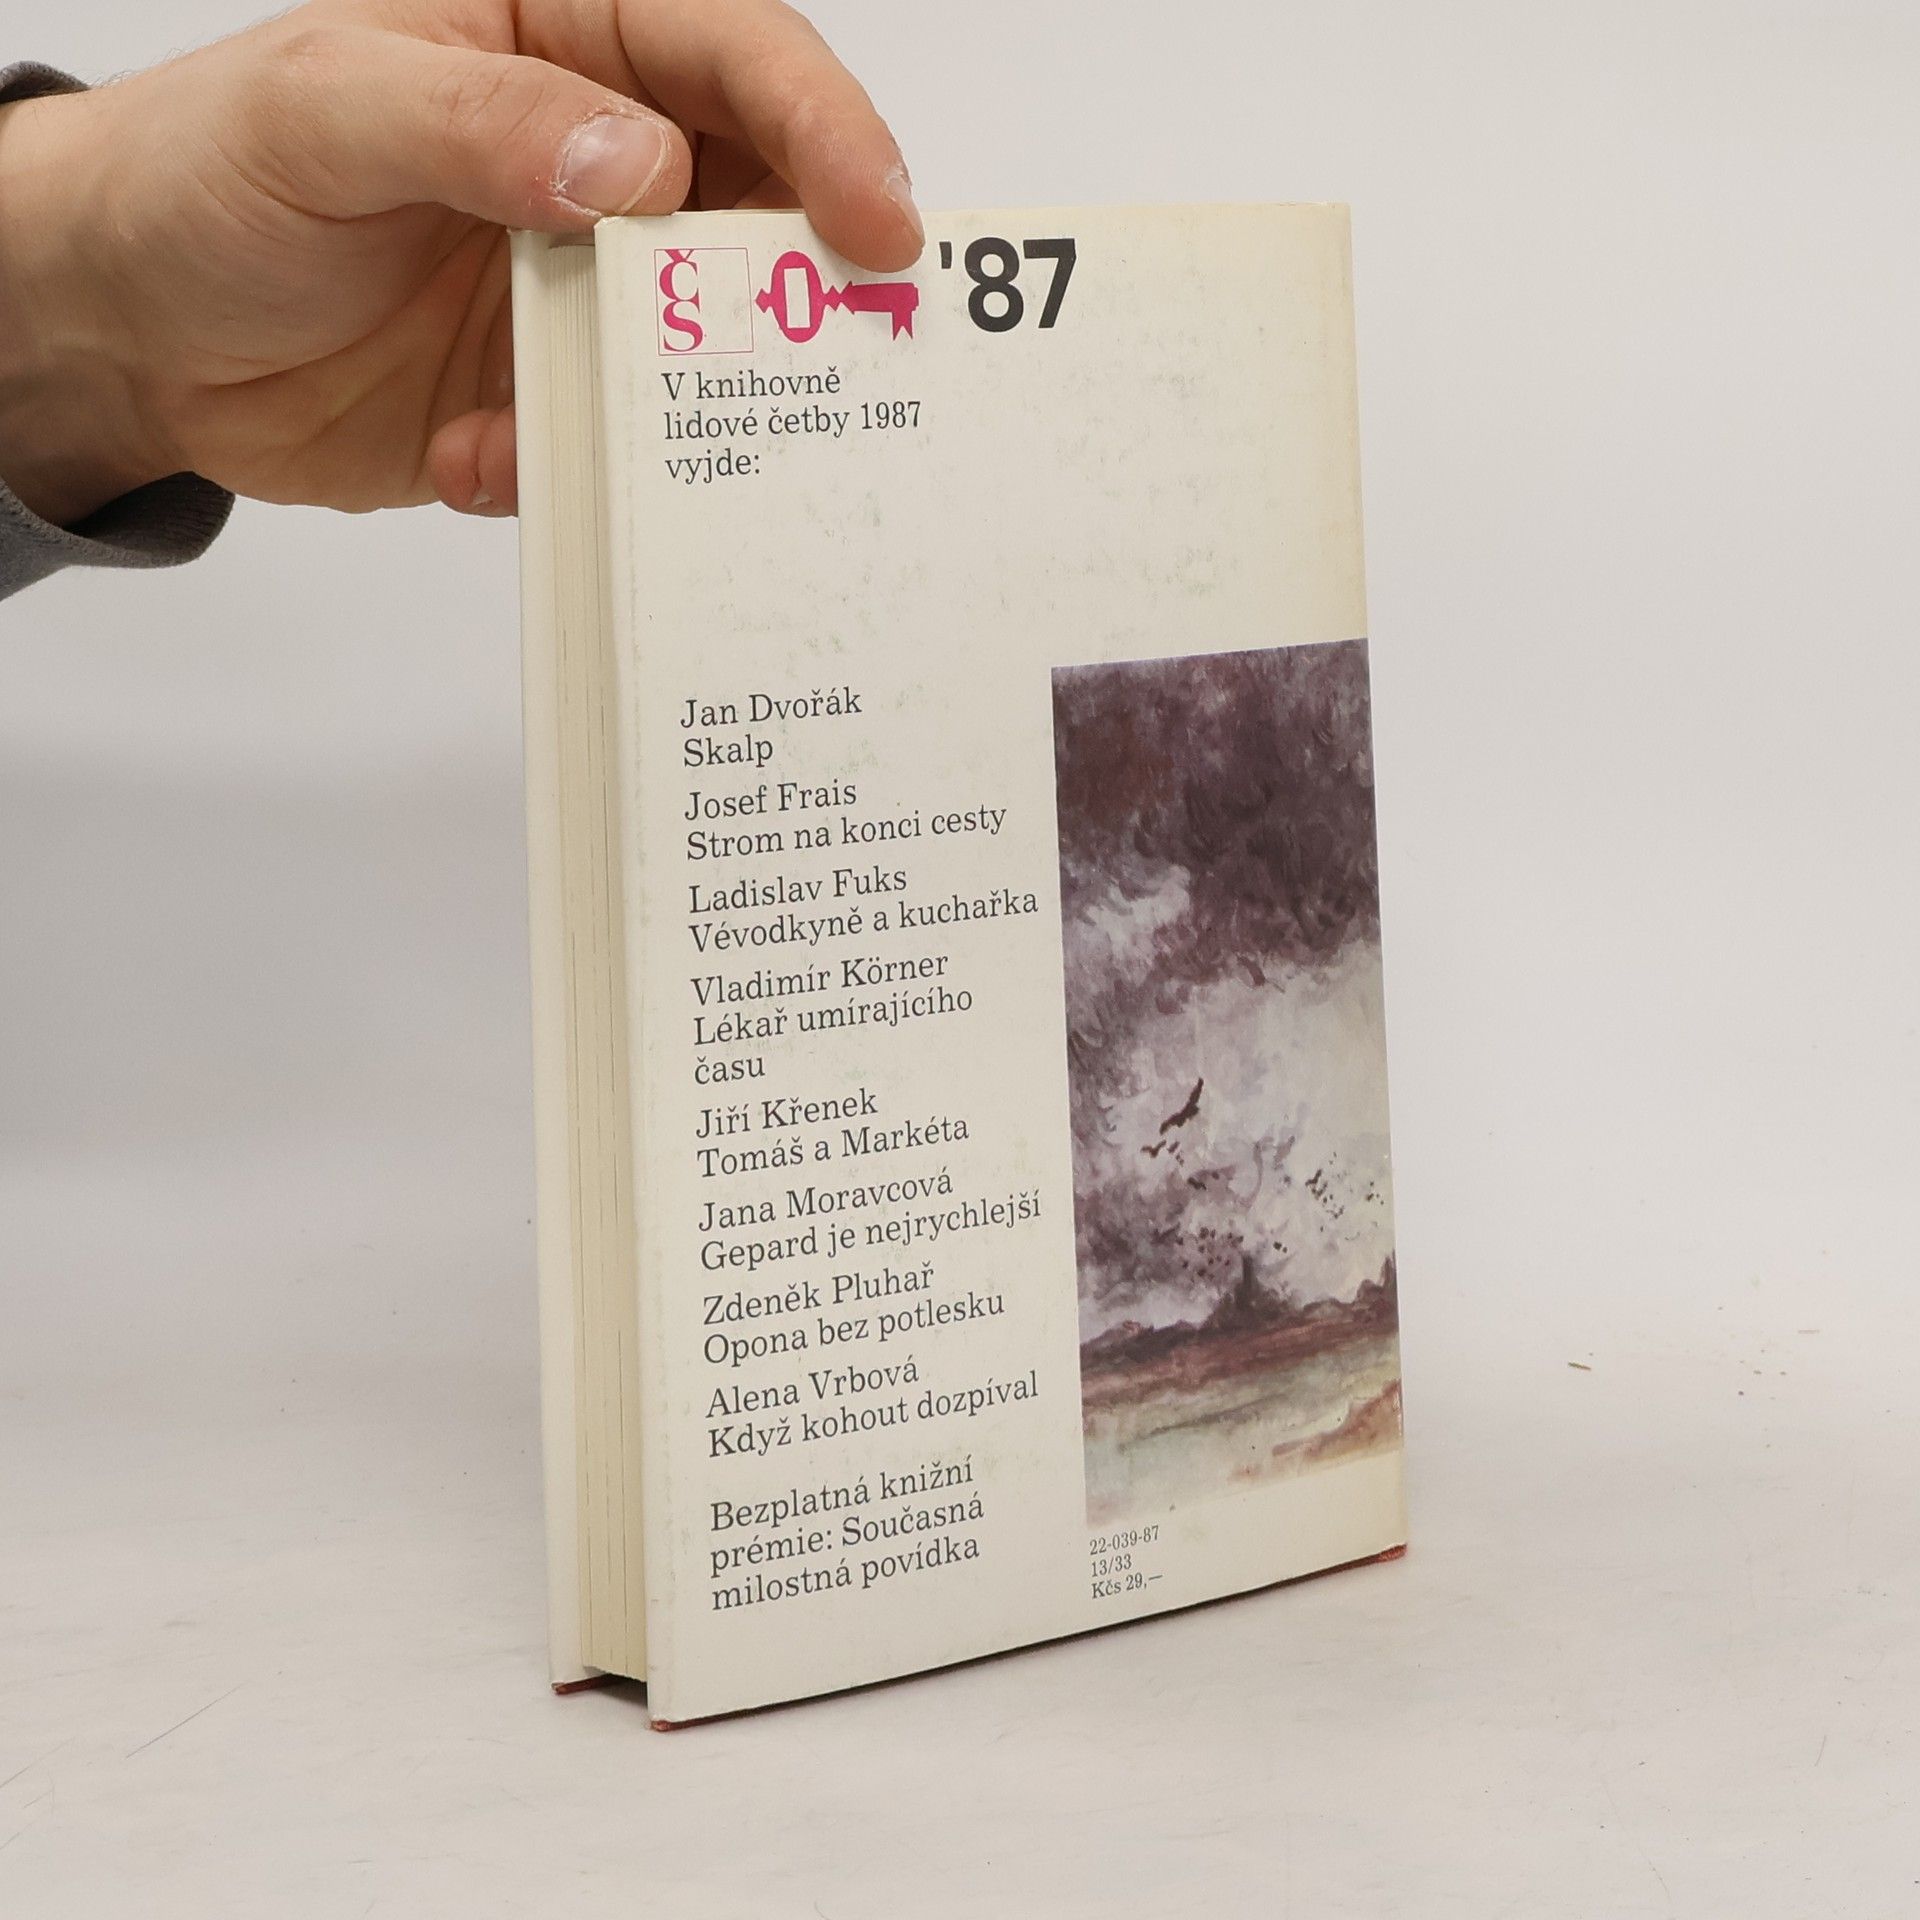 ČS '87
V knihovně
lidové četby 1987
vyjde:
Jan Dvořák
Skalp
Josef Frais
Strom na konci cesty
Ladislav Fuks
Vévodkyně a kuchařka
Vladimír Körner
Lékař umírajícího
času
Jiří Křenek
Tomáš a Markéta
Jana Moravcová
Gepard je nejrychlejší
Zdeněk Pluhař
Opona bez potlesku
Alena Vrbová
Když kohout dozpíval
Bezplatná knižní
prémie: Současná
milostná povídka
22-039-87
13/33
Kčs 29,—